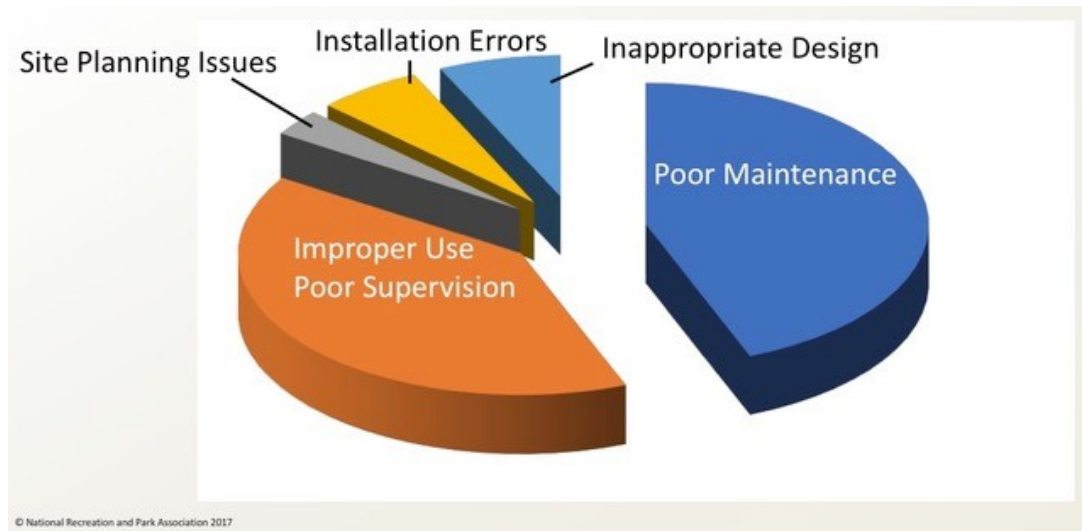 Installation Errors
Inappropriate Design
Site Planning Issues
Poor Maintenance
Improper Use
Poor Supervision
© National Recreation and Park Association 2017